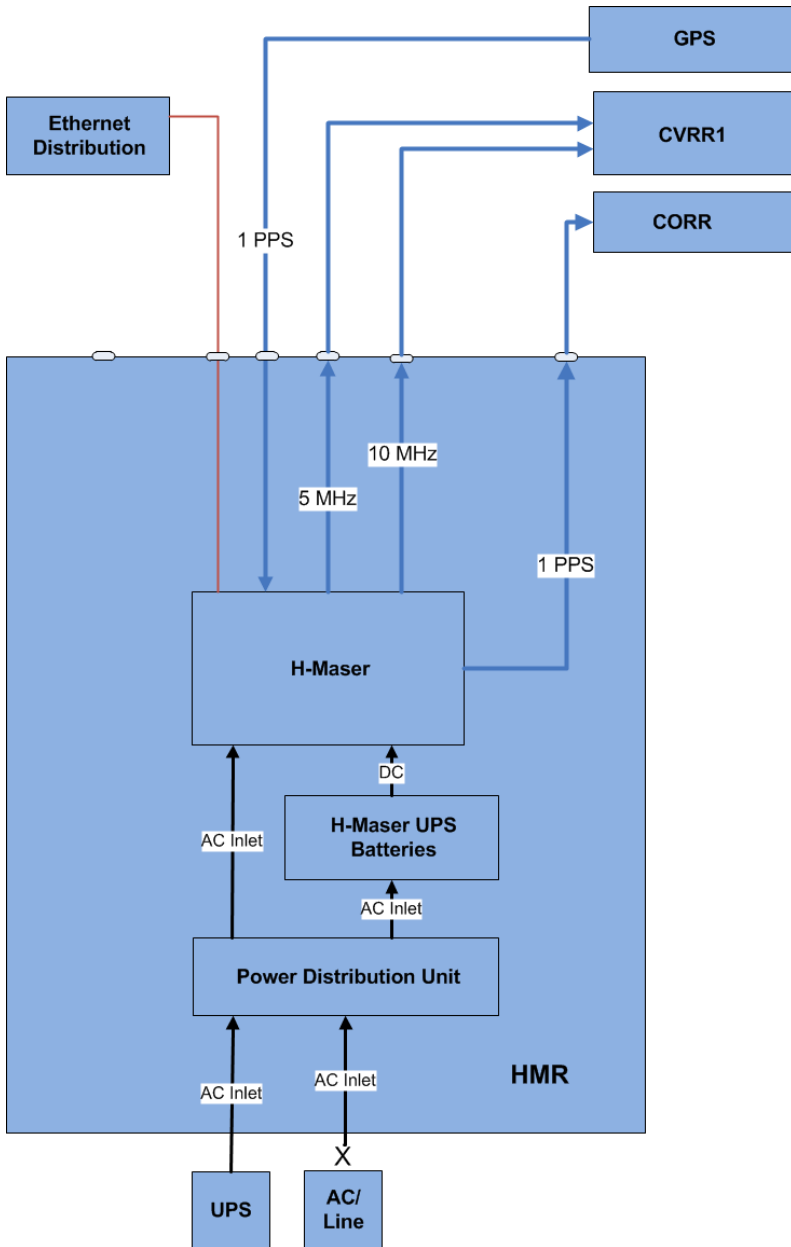 GPS
Ethernet
Distribution
CVRR1
CORR
1 PPS
10 MHz
5 MHz
1 PPS
H-Maser
DC
H-Maser UPS
Batteries
AC Inlet
AC Inlet
Power Distribution Unit
HMR
AC Inlet
AC Inlet
X
UPS
AC/
Line